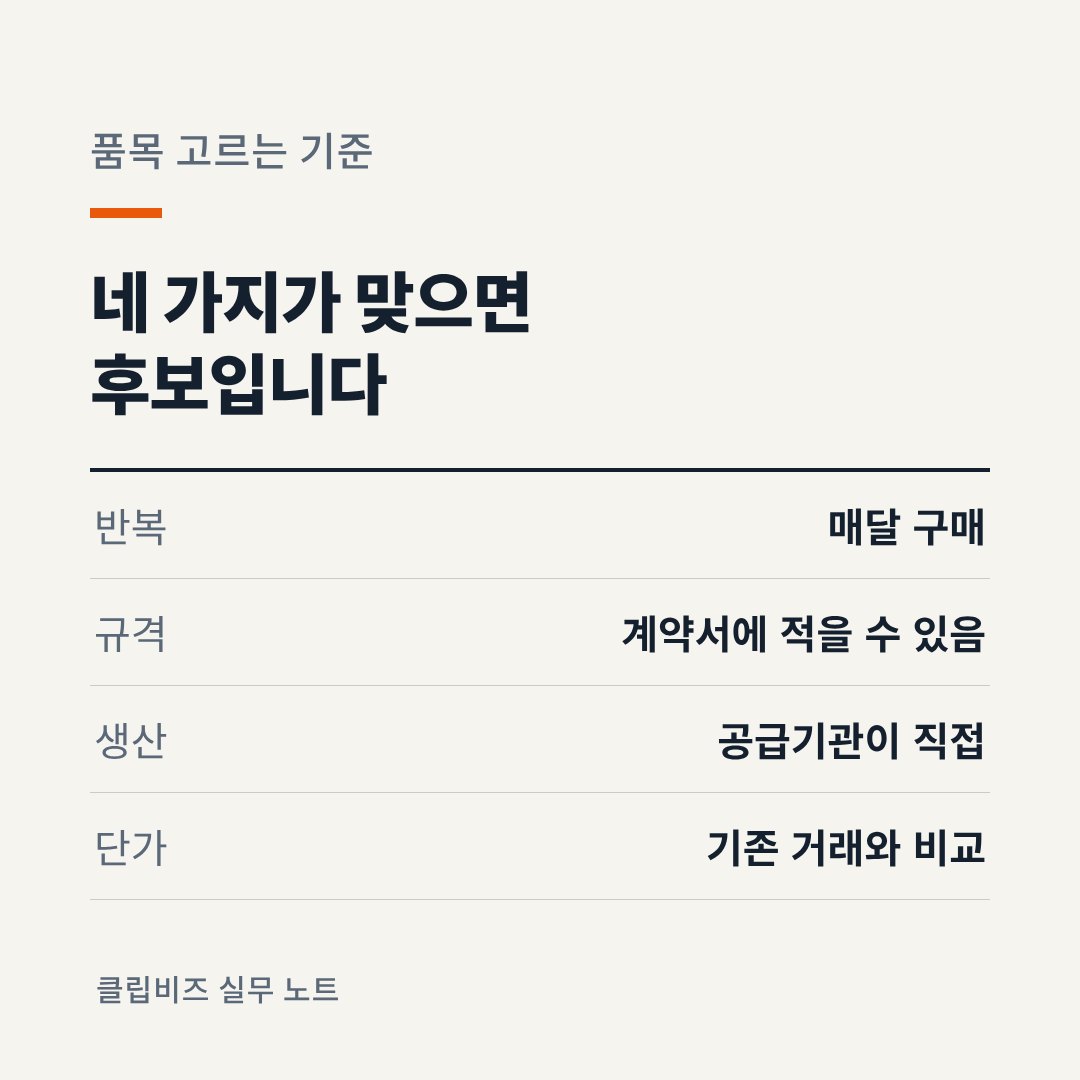 품목 고르는 기준
네 가지가 맞으면
후보입니다
반복 매달 구매
규격 계약서에 적을 수 있음
생산 공급기관이 직접
단가 기존 거래와 비교
클립비즈 실무 노트